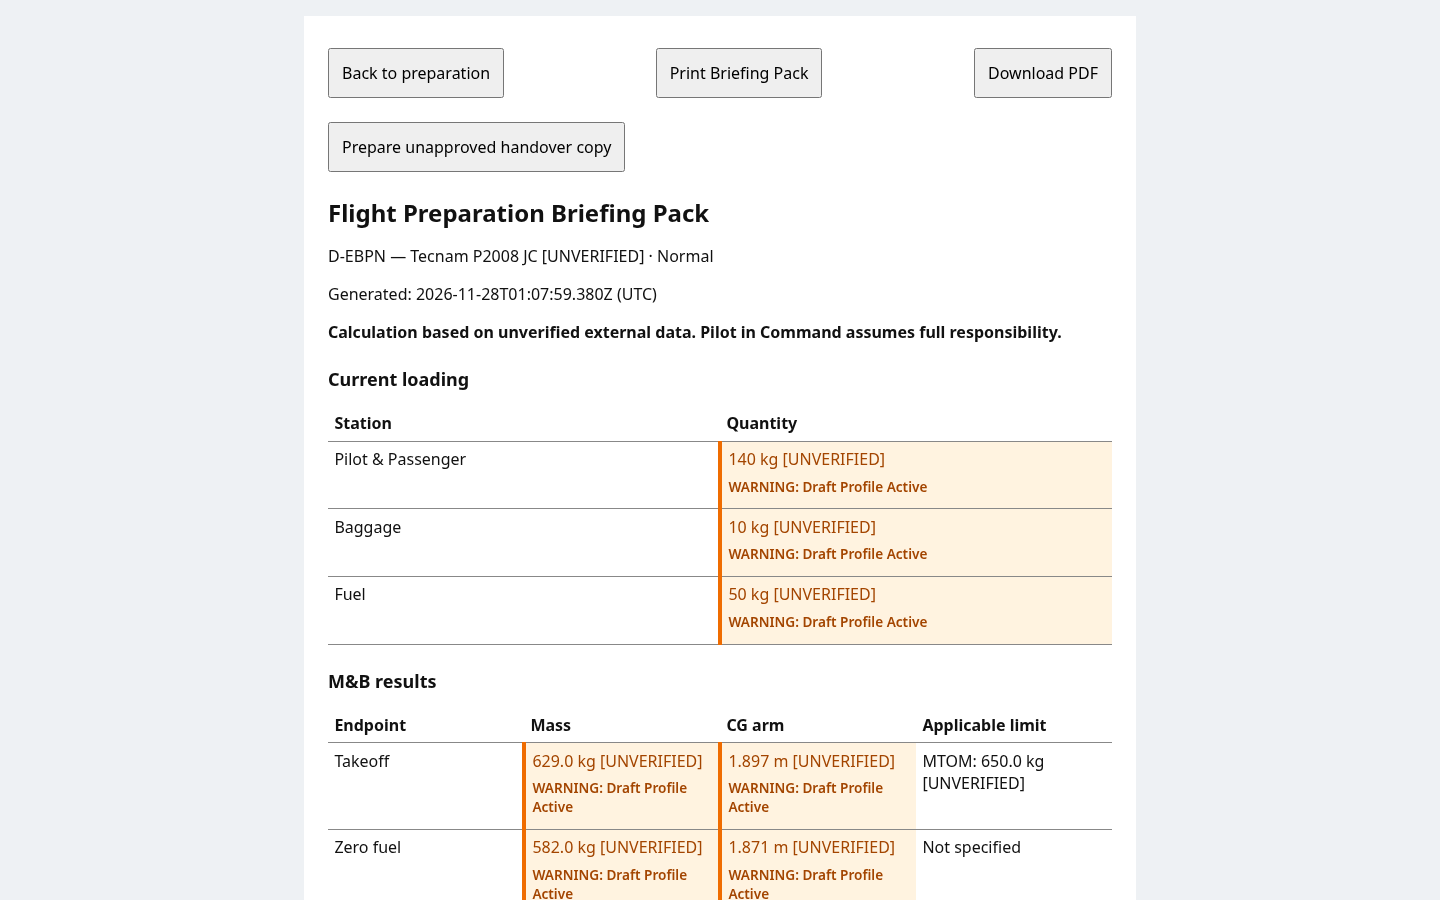 Back to preparation
Print Briefing Pack
Download PDF
Prepare unapproved handover copy
Flight Preparation Briefing Pack
D-EBPN — Tecnam P2008 JC [UNVERIFIED] · Normal
Generated: 2026-11-28T01:07:59.380Z (UTC)
Calculation based on unverified external data. Pilot in Command assumes full responsibility.
Current loading
Station Quantity
Pilot & Passenger 140 kg [UNVERIFIED]
WARNING: Draft Profile Active
Baggage 10 kg [UNVERIFIED]
WARNING: Draft Profile Active
Fuel 50 kg [UNVERIFIED]
WARNING: Draft Profile Active
M&B results
Endpoint Mass CG arm Applicable limit
Takeoff 629.0 kg [UNVERIFIED] 1.897 m [UNVERIFIED] MTOM: 650.0 kg
[UNVERIFIED]
WARNING: Draft Profile WARNING: Draft Profile
Active Active
Zero fuel 582.0 kg [UNVERIFIED] 1.871 m [UNVERIFIED] Not specified
WARNING: Draft Profile WARNING: Draft Profile
Active Active